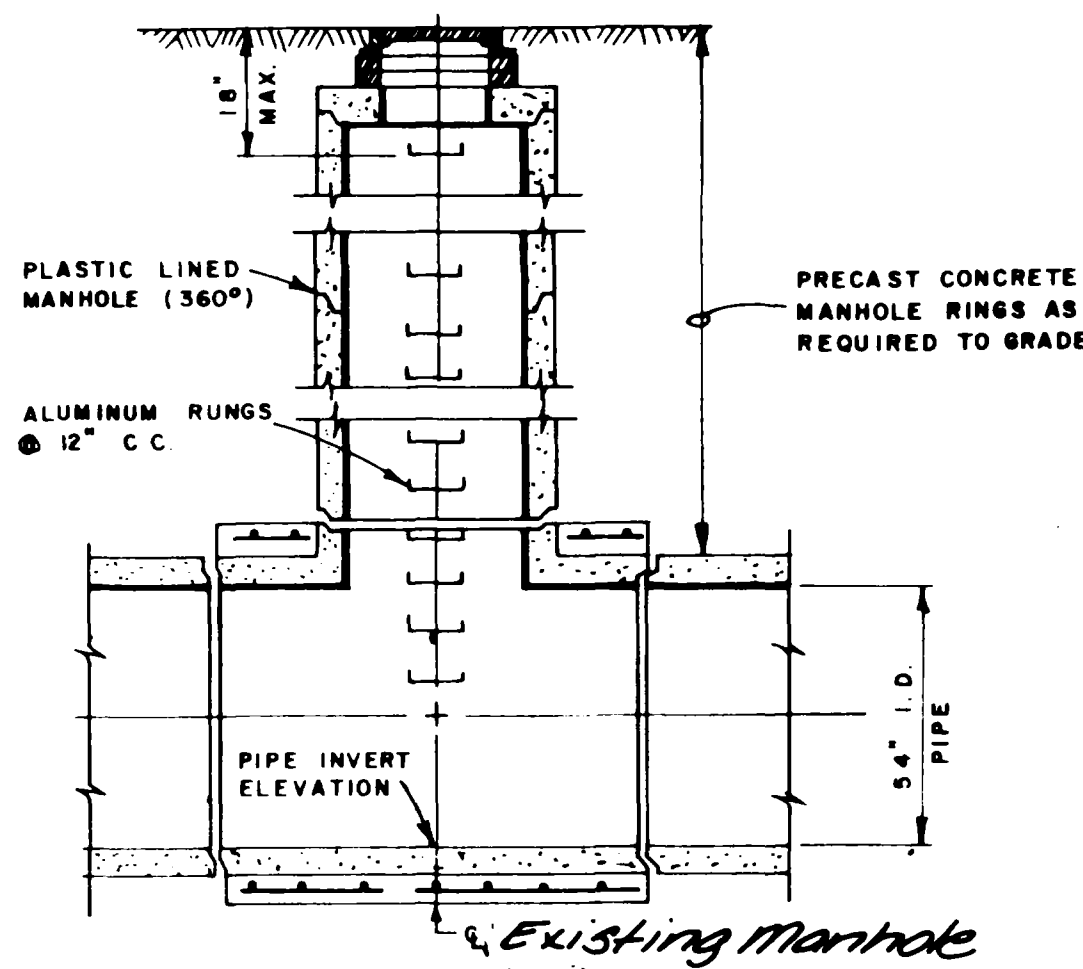 18"
MAX.
PLASTIC LINED
MANHOLE (360°)
PRECAST CONCRETE
MANHOLE RINGS AS
REQUIRED TO GRADE
ALUMINUM RUNGS
@ 12" C C.
54" I.D.
PIPE
PIPE INVERT
ELEVATION
℄ Existing Manhole